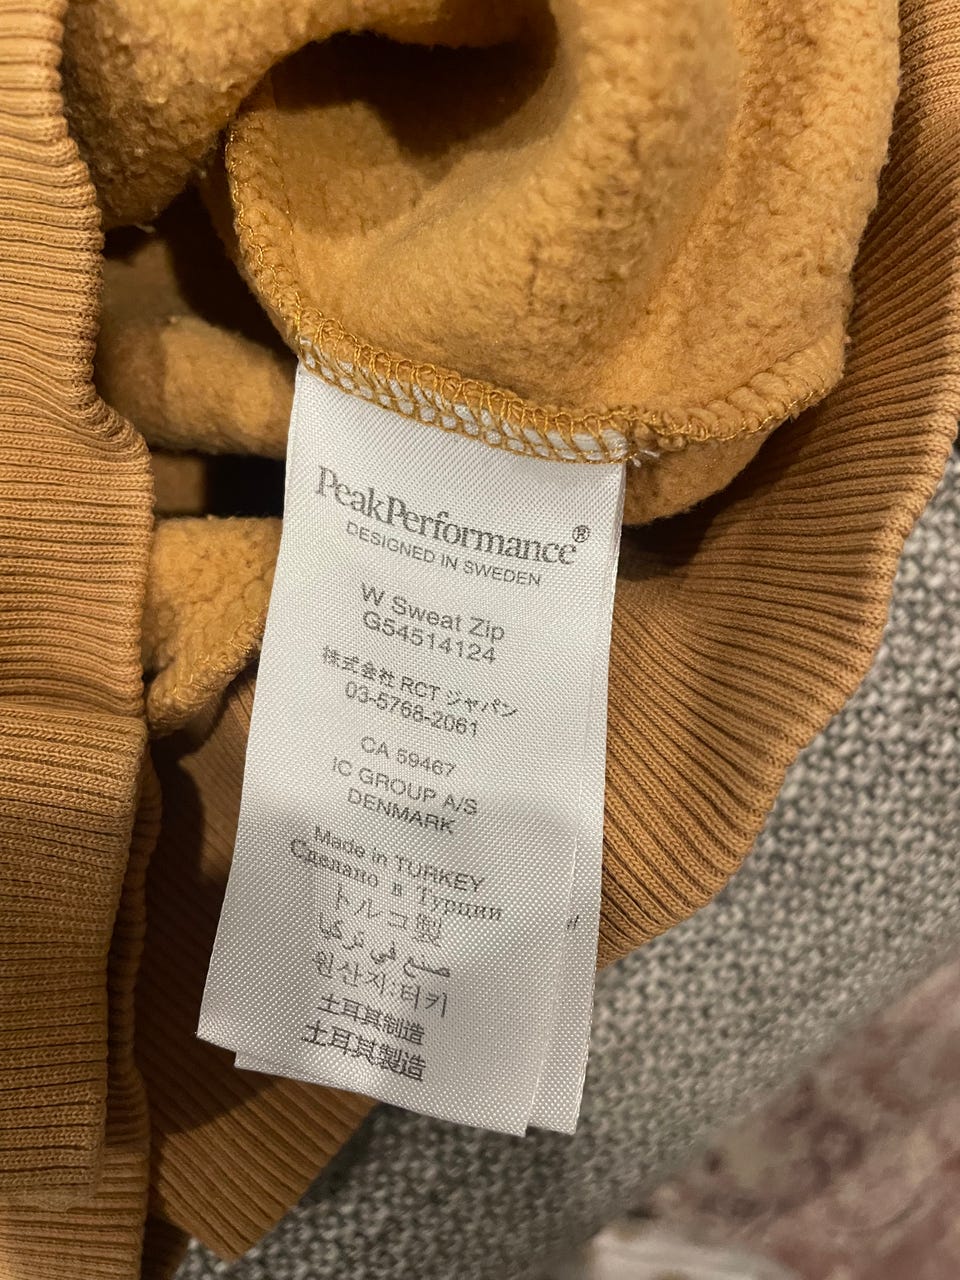 PeakPerformance®
DESIGNED IN SWEDEN
W Sweat Zip
G54514124
株式会社 RCT ジャパン
03-5768-2061
CA 59467
IC GROUP A/S
DENMARK
Made in TURKEY
Сделано в Турции
トルコ製
صنع في تركيا
원산지:터키
土耳其制造
土耳其製造